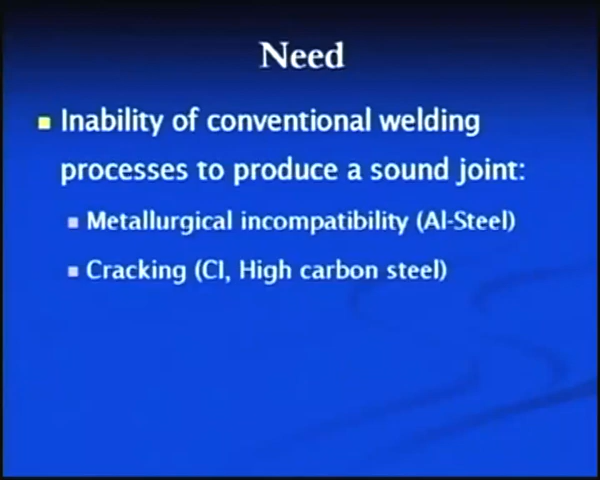 Need
Inability of conventional welding
processes to produce a sound joint:
Metallurgical incompatibility (Al-Steel)
Cracking (CI, High carbon steel)